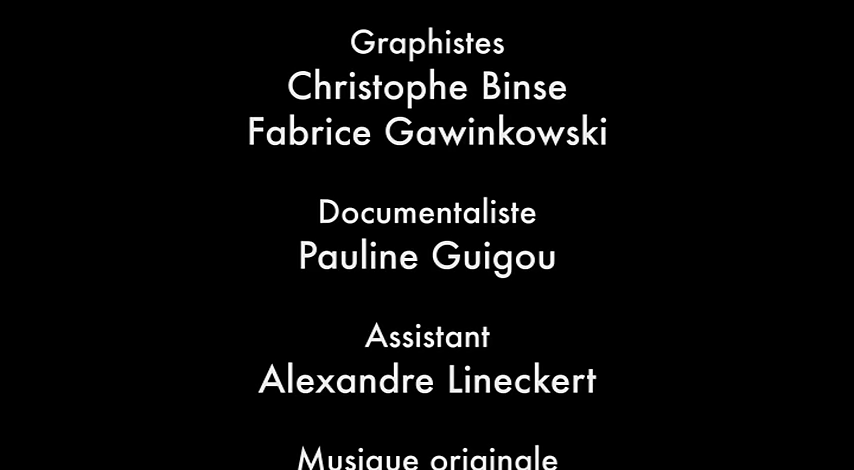 Graphistes
Christophe Binse
Fabrice Gawinkowski
Documentaliste
Pauline Guigou
Assistant
Alexandre Lineckert
Musique originale